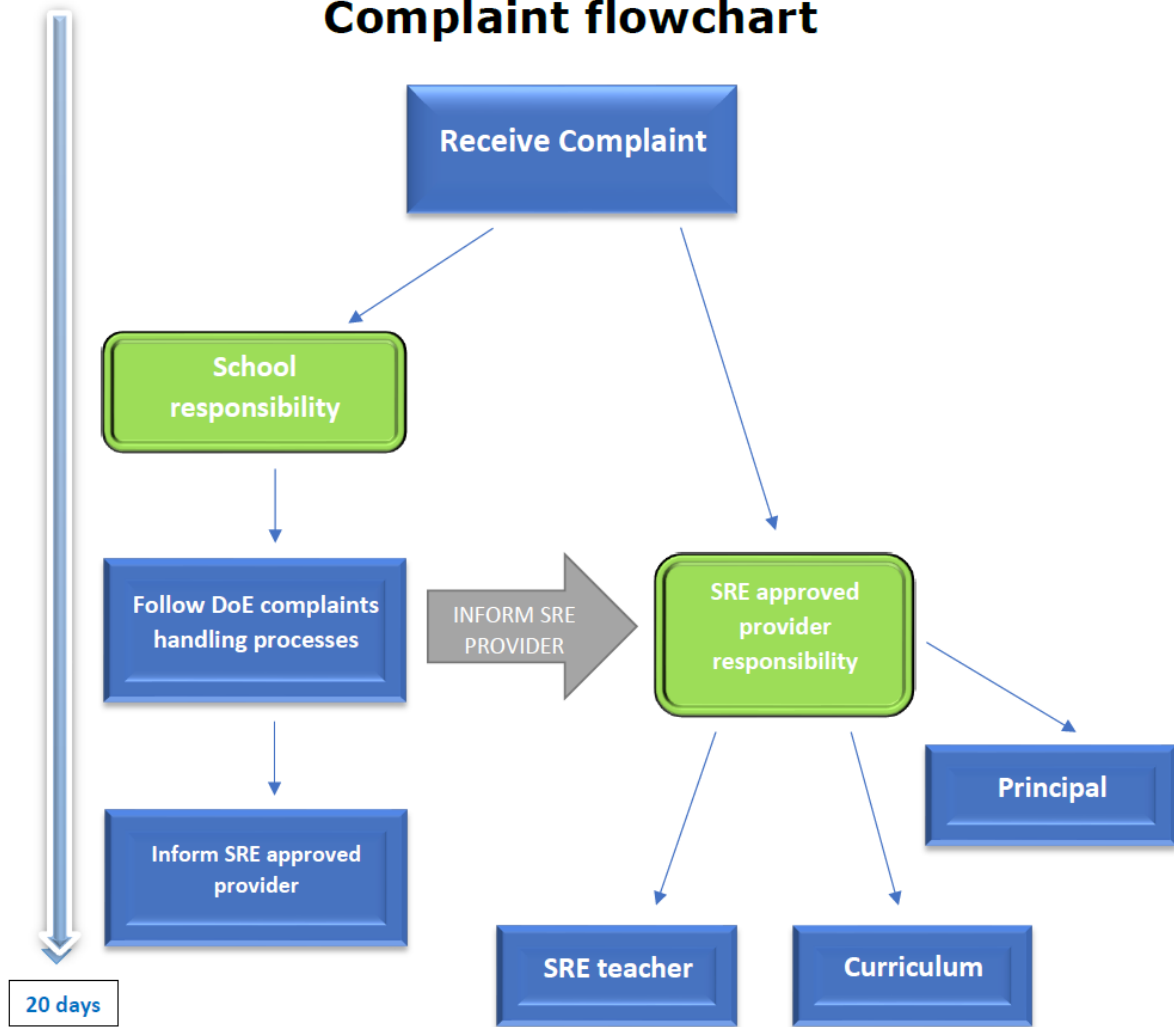 Complaint flowchart
Receive Complaint
School
responsibility
Follow DoE complaints
handling processes
INFORM SRE
PROVIDER
SRE approved
provider
responsibility
Principal
Inform SRE approved
provider
SRE teacher
Curriculum
20 days